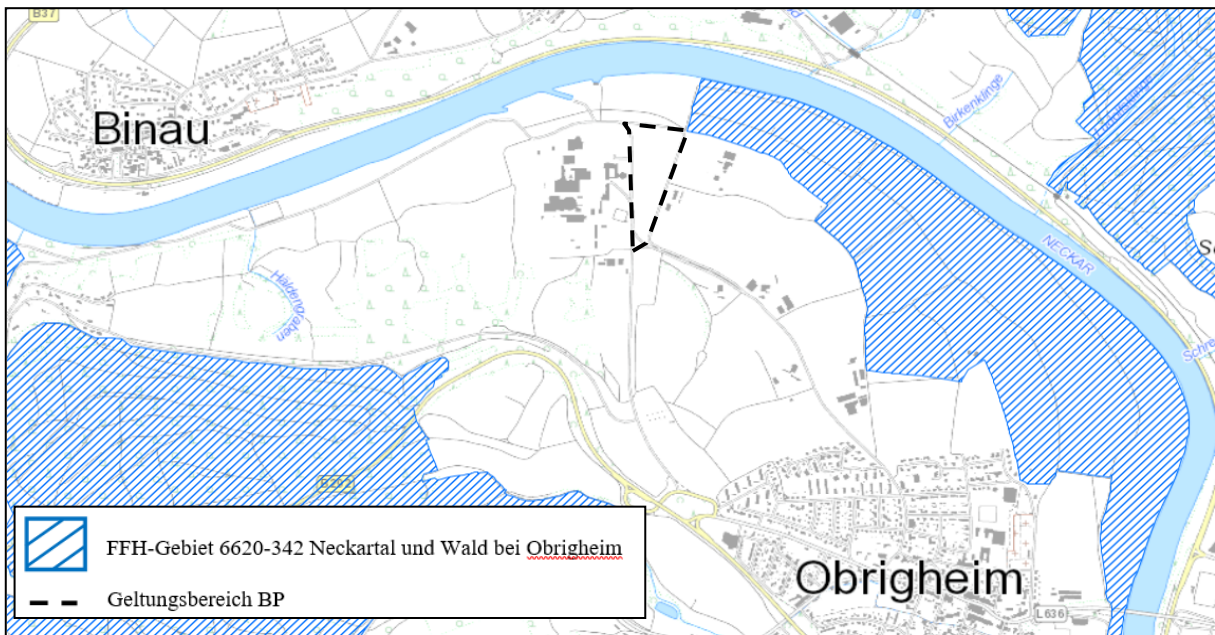 B37
Binau
Birkenklinge
NECKAR
Haldengraben
Schre
B292
FFH-Gebiet 6620-342 Neckartal und Wald bei Obrigheim
Geltungsbereich BP
Obrigheim
L636